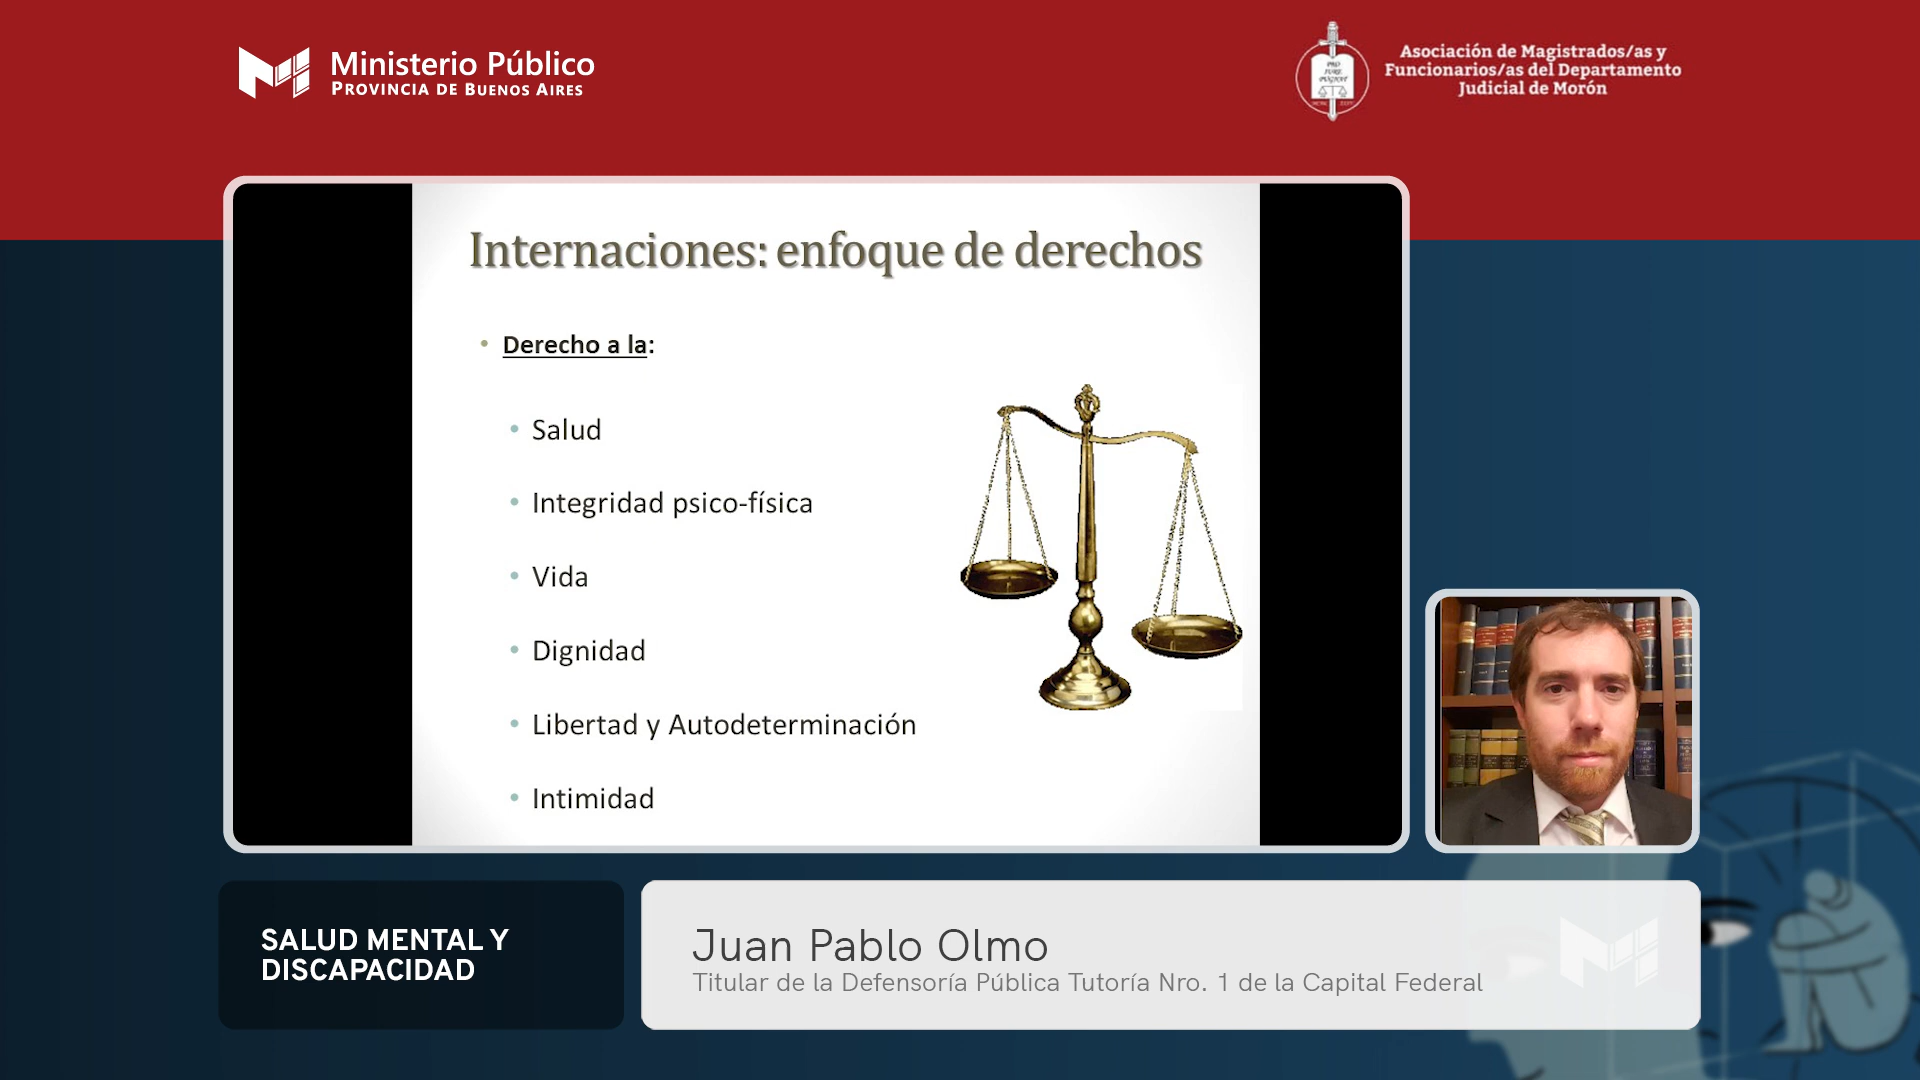 Ministerio Público
PROVINCIA DE BUENOS AIRES
Asociación de Magistrados/as y
Funcionarios/as del Departamento
Judicial de Morón
Internaciones: enfoque de derechos
• Derecho a la:
• Salud
• Integridad psico-física
• Vida
• Dignidad
• Libertad y Autodeterminación
• Intimidad
SALUD MENTAL Y
DISCAPACIDAD
Juan Pablo Olmo
Titular de la Defensoría Pública Tutoría Nro. 1 de la Capital Federal